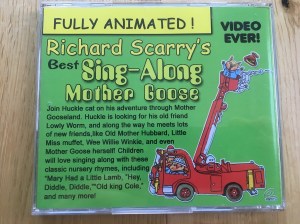 FULLY ANIMATED !
VIDEO
EVER!
Richard Scarry's
Best Sing-Along
Mother Goose
Join Huckle cat on his adventure through Mother
Gooseland. Huckle is looking for his old friend
Lowly Worm, and along the way he meets lots
of new friends,like Old Mother Hubbard, Little
Miss muffet, Wee Willie Winkie, and even
Mother Goose herself! Children
will love singing along with these
classic nursery rhymes, including
"Mary Had a Little Lamb, "Hey,
Diddle, Diddle,""Old king Cole,"
and many more!